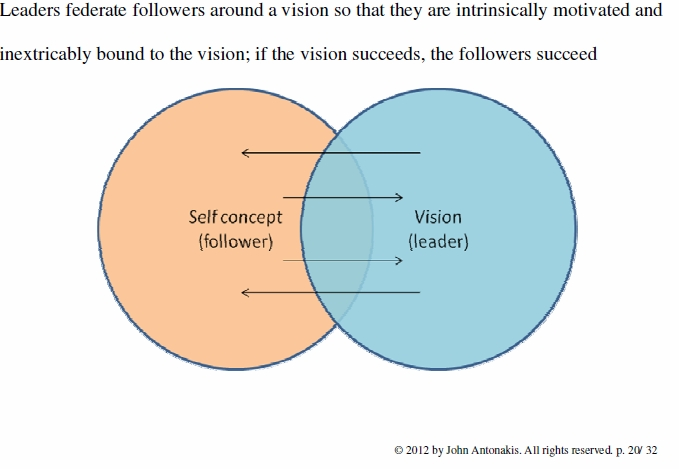 Leaders federate followers around a vision so that they are intrinsically motivated and
inextricably bound to the vision; if the vision succeeds, the followers succeed
Self concept
(follower)
Vision
(leader)
© 2012 by John Antonakis. All rights reserved. p. 20/ 32